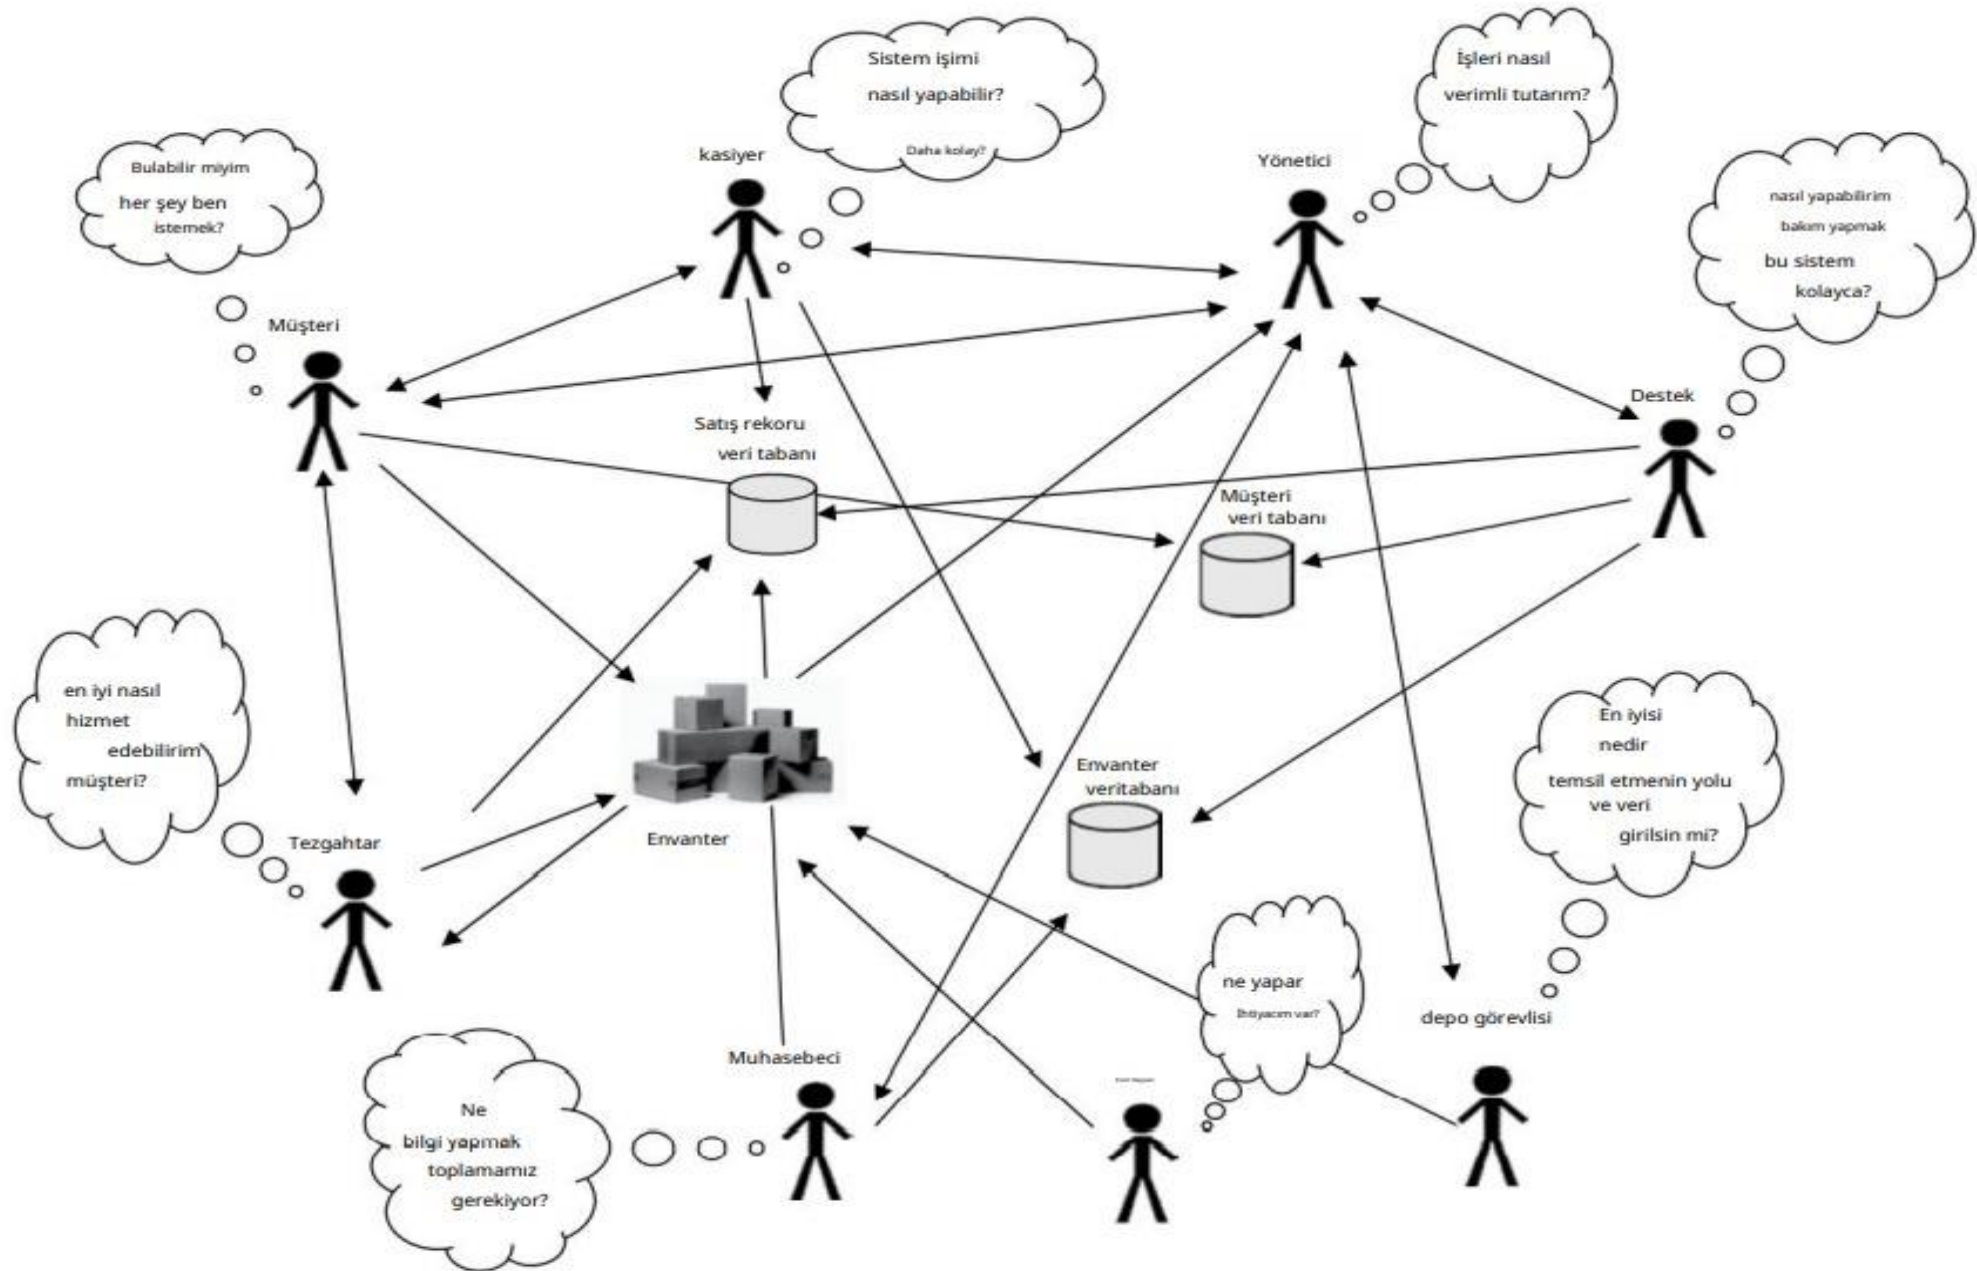 Sistem işimi
nasıl yapabilir?
Daha kolay?
İşleri nasıl
verimli tutarım?
kasiyer
Yönetici
Bulabilir miyim
her şey ben
istemek?
nasıl yapabilirim
bakım yapmak
bu sistem
kolayca?
Müşteri
Destek
Satış rekoru
veri tabanı
Müşteri
veri tabanı
en iyi nasıl
hizmet
edebilirim
müşteri?
En iyisi
nedir
temsil etmenin yolu
ve veri
girilsin mi?
Envanter
veritabanı
Tezgahtar
Envanter
ne yapar
İhtiyacım var?
depo görevlisi
Muhasebeci
Ne
bilgi yapmak
toplamamız
gerekiyor?